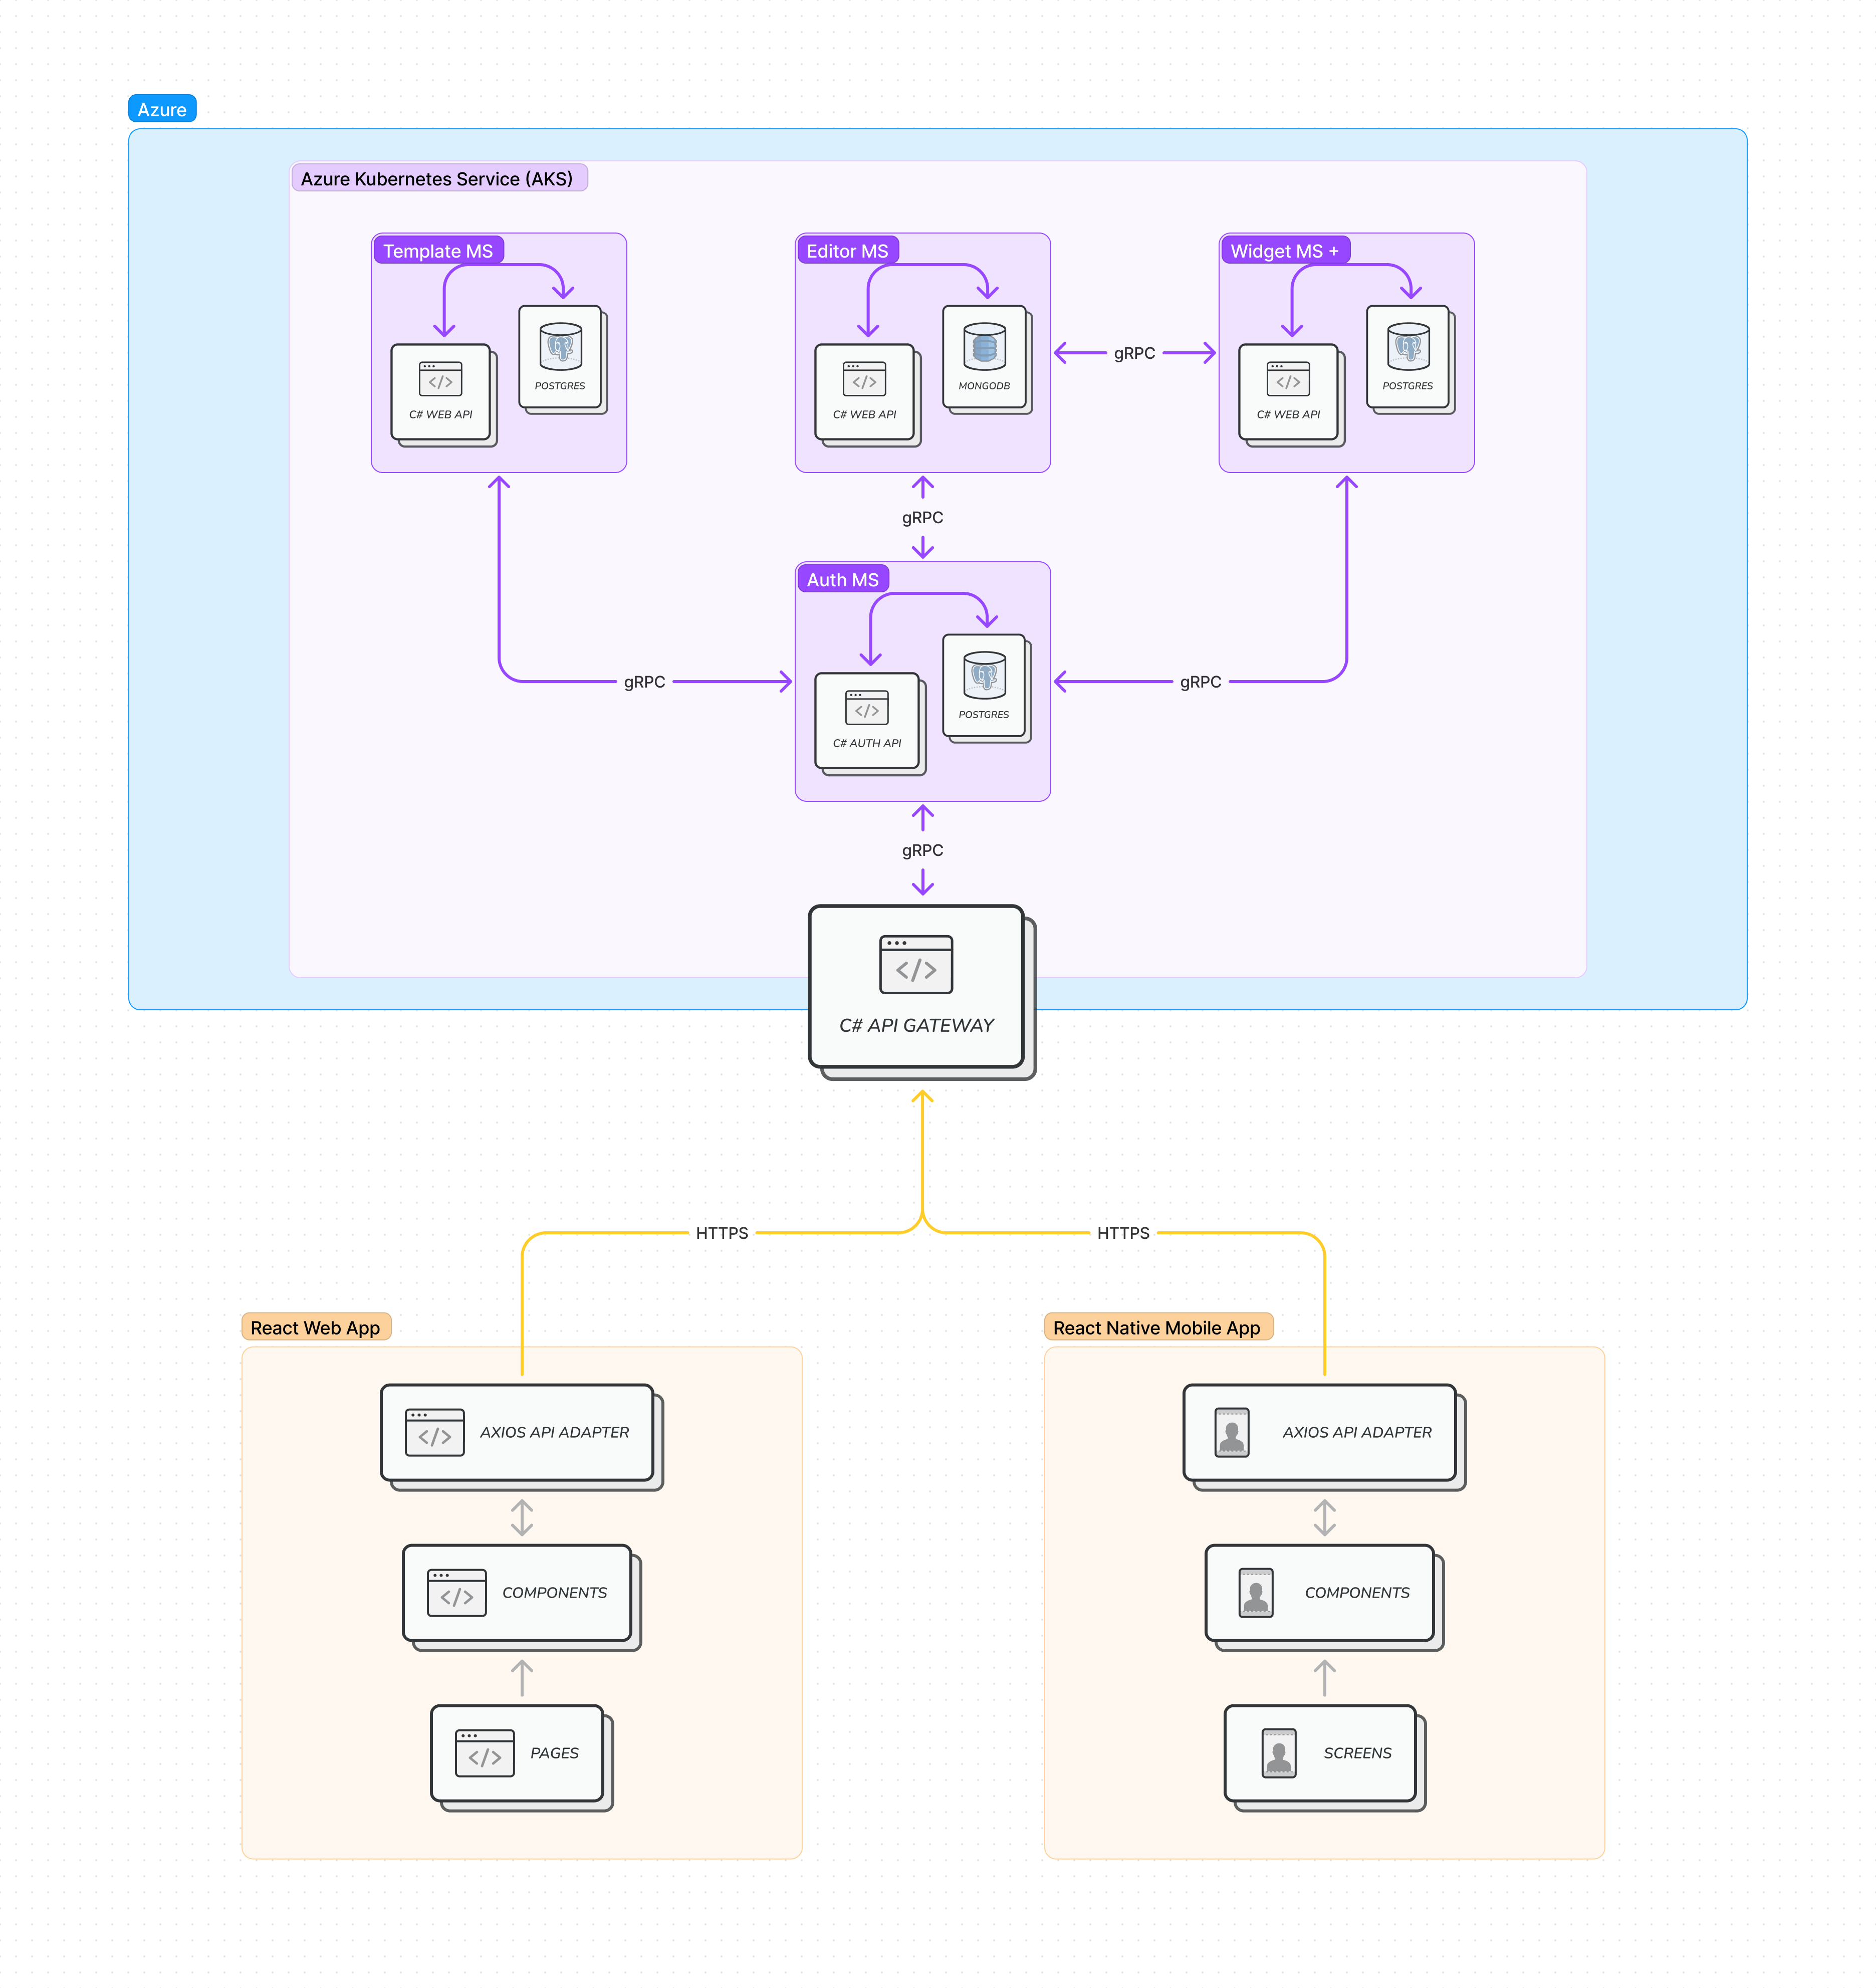 Azure
Azure Kubernetes Service (AKS)
Template MS
POSTGRES
C# WEB API
Editor MS
MONGODB
C# WEB API
gRPC
Widget MS +
POSTGRES
C# WEB API
gRPC
Auth MS
POSTGRES
C# AUTH API
gRPC
gRPC
gRPC
C# API GATEWAY
HTTPS
HTTPS
React Web App
AXIOS API ADAPTER
COMPONENTS
PAGES
React Native Mobile App
AXIOS API ADAPTER
COMPONENTS
SCREENS